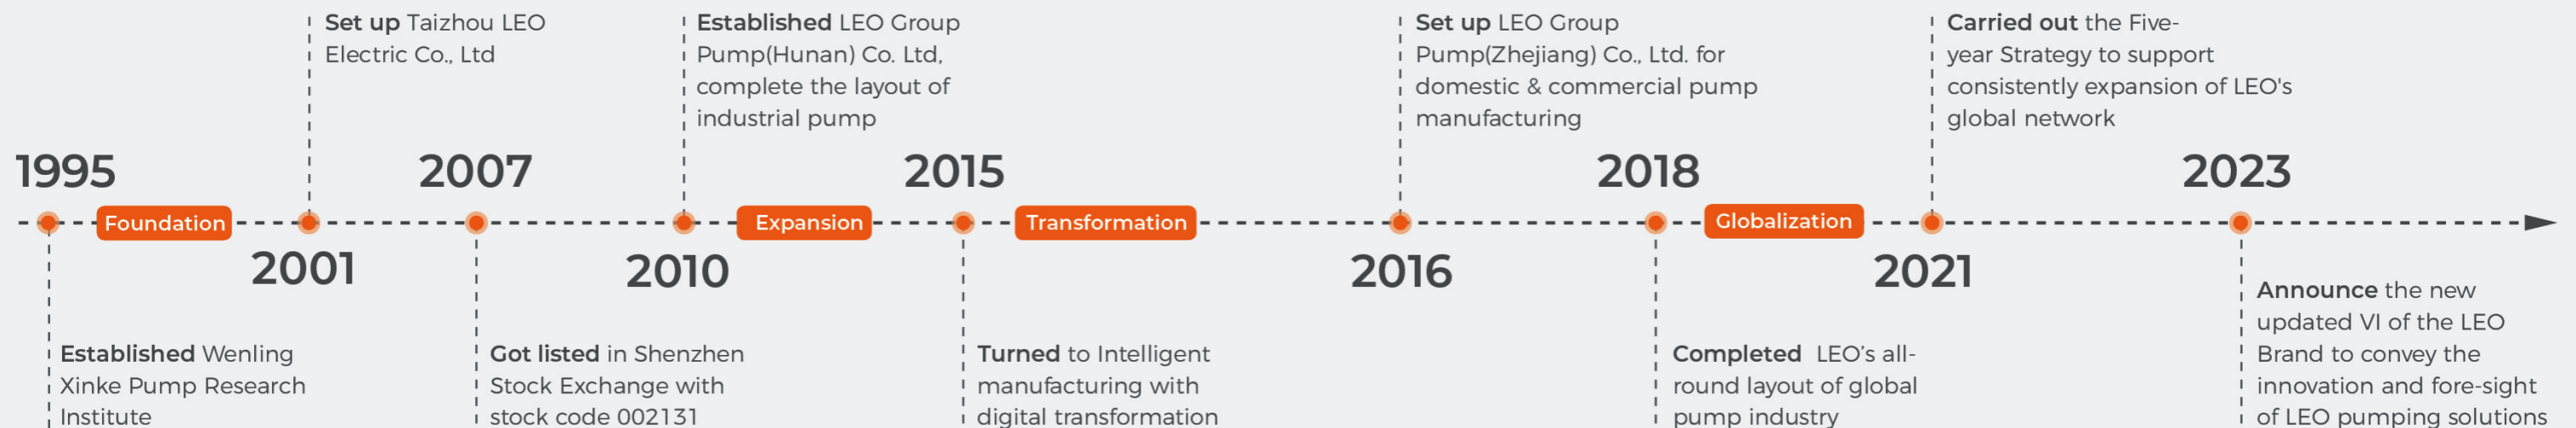 1995
Established Wenling
Xinke Pump Research
Institute
Foundation
Set up Taizhou LEO
Electric Co., Ltd
2001
2007
Got listed in Shenzhen
Stock Exchange with
stock code 002131
Established LEO Group
Pump(Hunan) Co. Ltd,
complete the layout of
industrial pump
2010
Expansion
2015
Turned to Intelligent
manufacturing with
digital transformation
Transformation
Set up LEO Group
Pump(Zhejiang) Co., Ltd. for
domestic & commercial pump
manufacturing
2016
2018
Completed LEO’s all-
round layout of global
pump industry
Globalization
Carried out the Five-
year Strategy to support
consistently expansion of LEO's
global network
2021
2023
Announce the new
updated VI of the LEO
Brand to convey the
innovation and fore-sight
of LEO pumping solutions